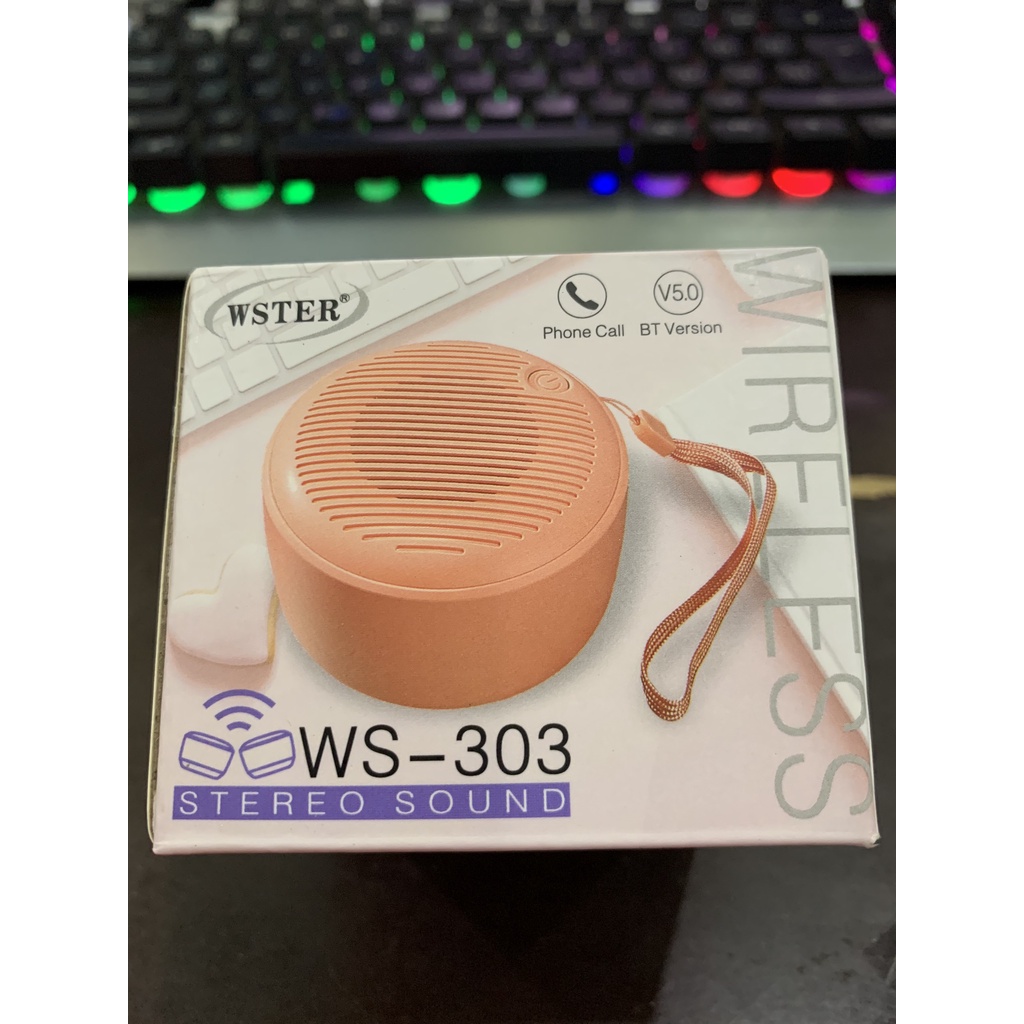 WSTER®
V5.0
Phone Call BT Version
WIRELESS
WS-303
STEREO SOUND